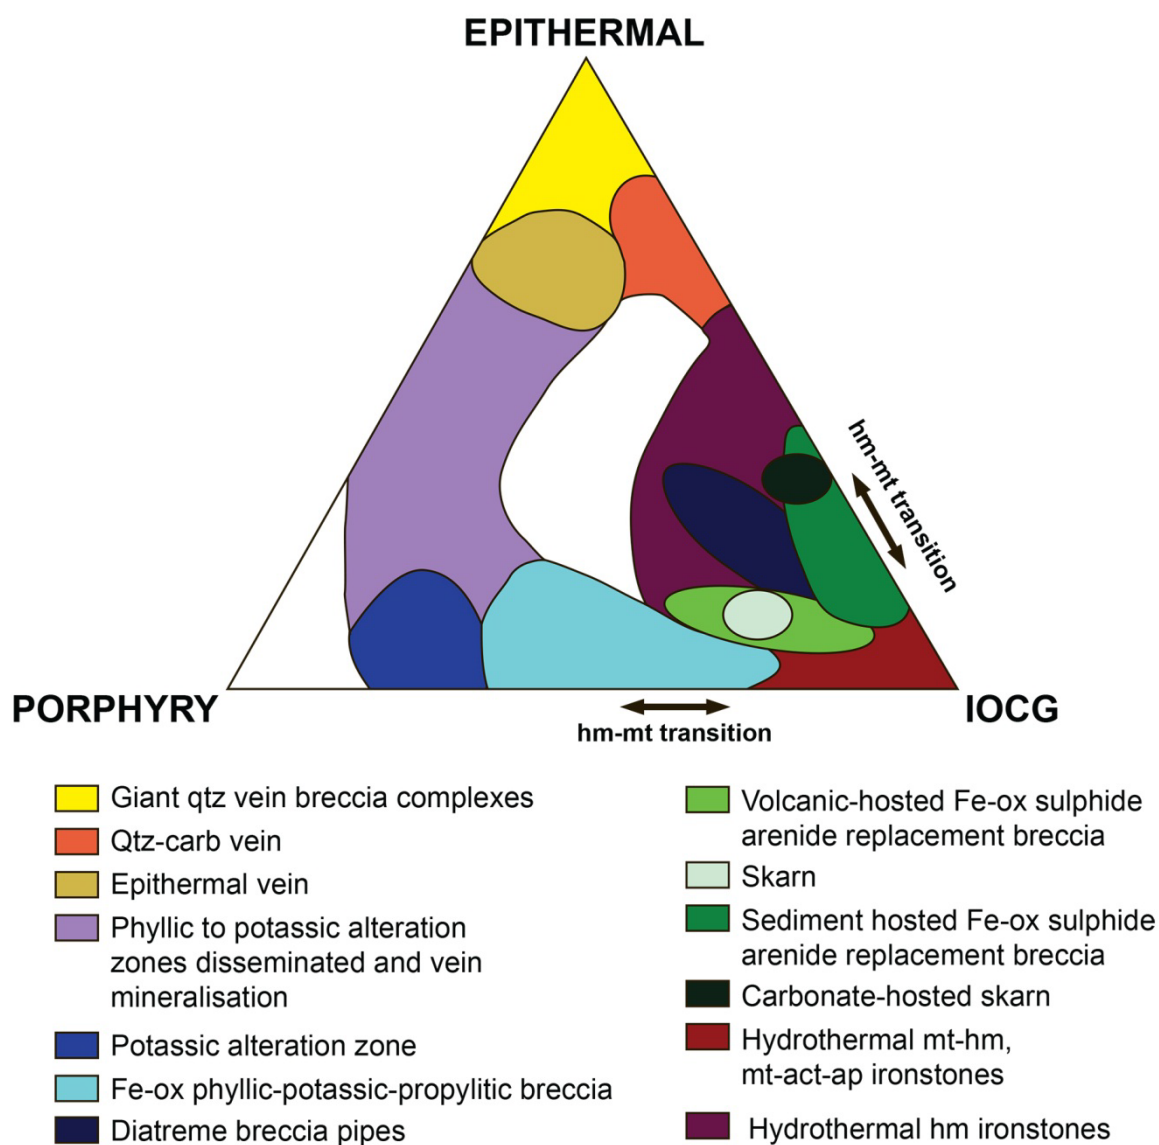 EPITHERMAL
hm-mt transition
PORPHYRY
IOCG
hm-mt transition
Giant qtz vein breccia complexes
Qtz-carb vein
Epithermal vein
Phyllic to potassic alteration
zones disseminated and vein
mineralisation
Potassic alteration zone
Fe-ox phyllic-potassic-propylitic breccia
Diatreme breccia pipes
Volcanic-hosted Fe-ox sulphide
arenide replacement breccia
Skarn
Sediment hosted Fe-ox sulphide
arenide replacement breccia
Carbonate-hosted skarn
Hydrothermal mt-hm,
mt-act-ap ironstones
Hydrothermal hm ironstones